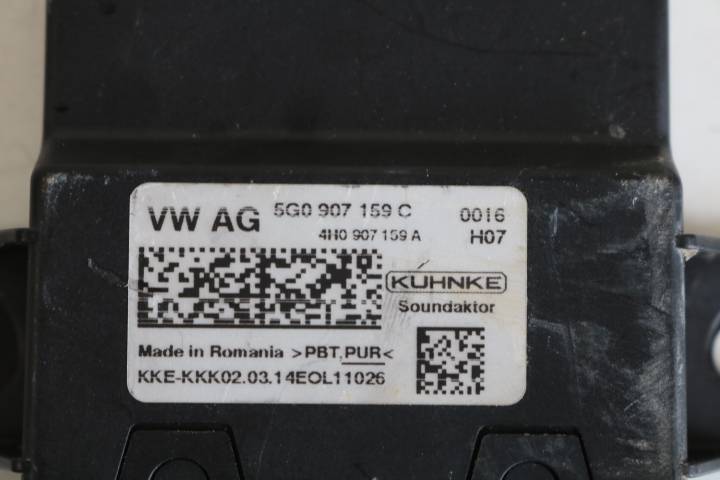 VW AG 5G0 907 159 C 0016
4H0 907 159 A H07
KUHNKE
Soundaktor
Made in Romania >PBT,PUR<
KKE-KKK02.03.14EOL11026